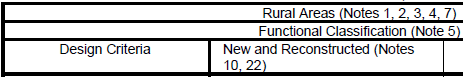 Rural Areas (Notes 1, 2, 3, 4, 7)
Functional Classification (Note 5)
Design Criteria
New and Reconstructed (Notes
10, 22)